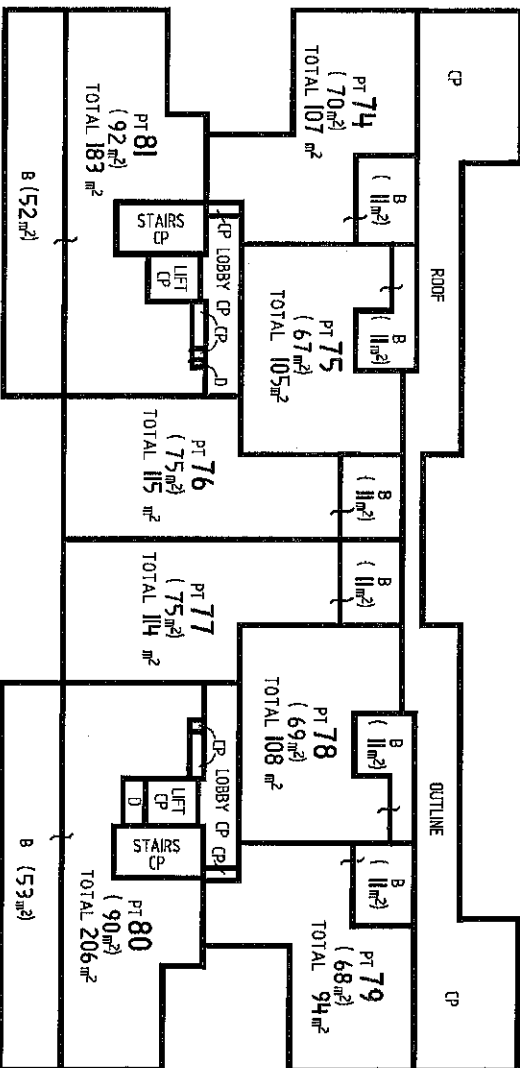 CP
ROOF
OUTLINE
CP
PT 74
(70m²)
TOTAL 107 m²
B
(11m²)
PT 75
(67m²)
TOTAL 105m²
B
(11m²)
PT 76
(75m²)
TOTAL 115 m²
B
(11m²)
PT 77
(75m²)
TOTAL 114 m²
B
(11m²)
PT 78
(69m²)
TOTAL 108 m²
B
(11m²)
PT 79
(68m²)
TOTAL 94m²
B
(11m²)
CP
LOBBY CP
CP
D
STAIRS
CP
LIFT
CP
PT 81
(92m²)
TOTAL 183 m²
B (52m²)
CP
LOBBY CP
CP
LIFT
CP
D
STAIRS
CP
PT 80
(90m²)
TOTAL 206m²
B (53m²)